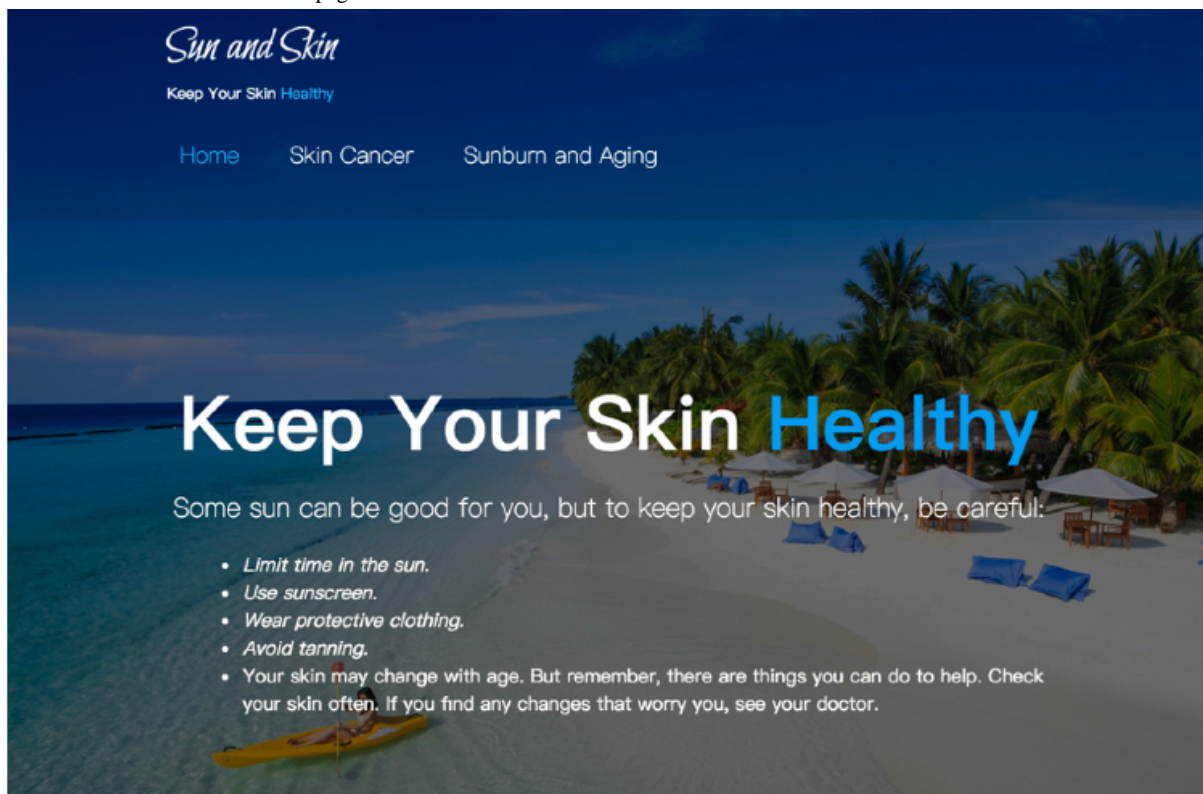 Sun and Skin
Keep Your Skin Healthy
Home Skin Cancer Sunburn and Aging
Keep Your Skin Healthy
Some sun can be good for you, but to keep your skin healthy, be careful:
• Limit time in the sun.
• Use sunscreen.
• Wear protective clothing.
• Avoid tanning.
• Your skin may change with age. But remember, there are things you can do to help. Check
your skin often. If you find any changes that worry you, see your doctor.